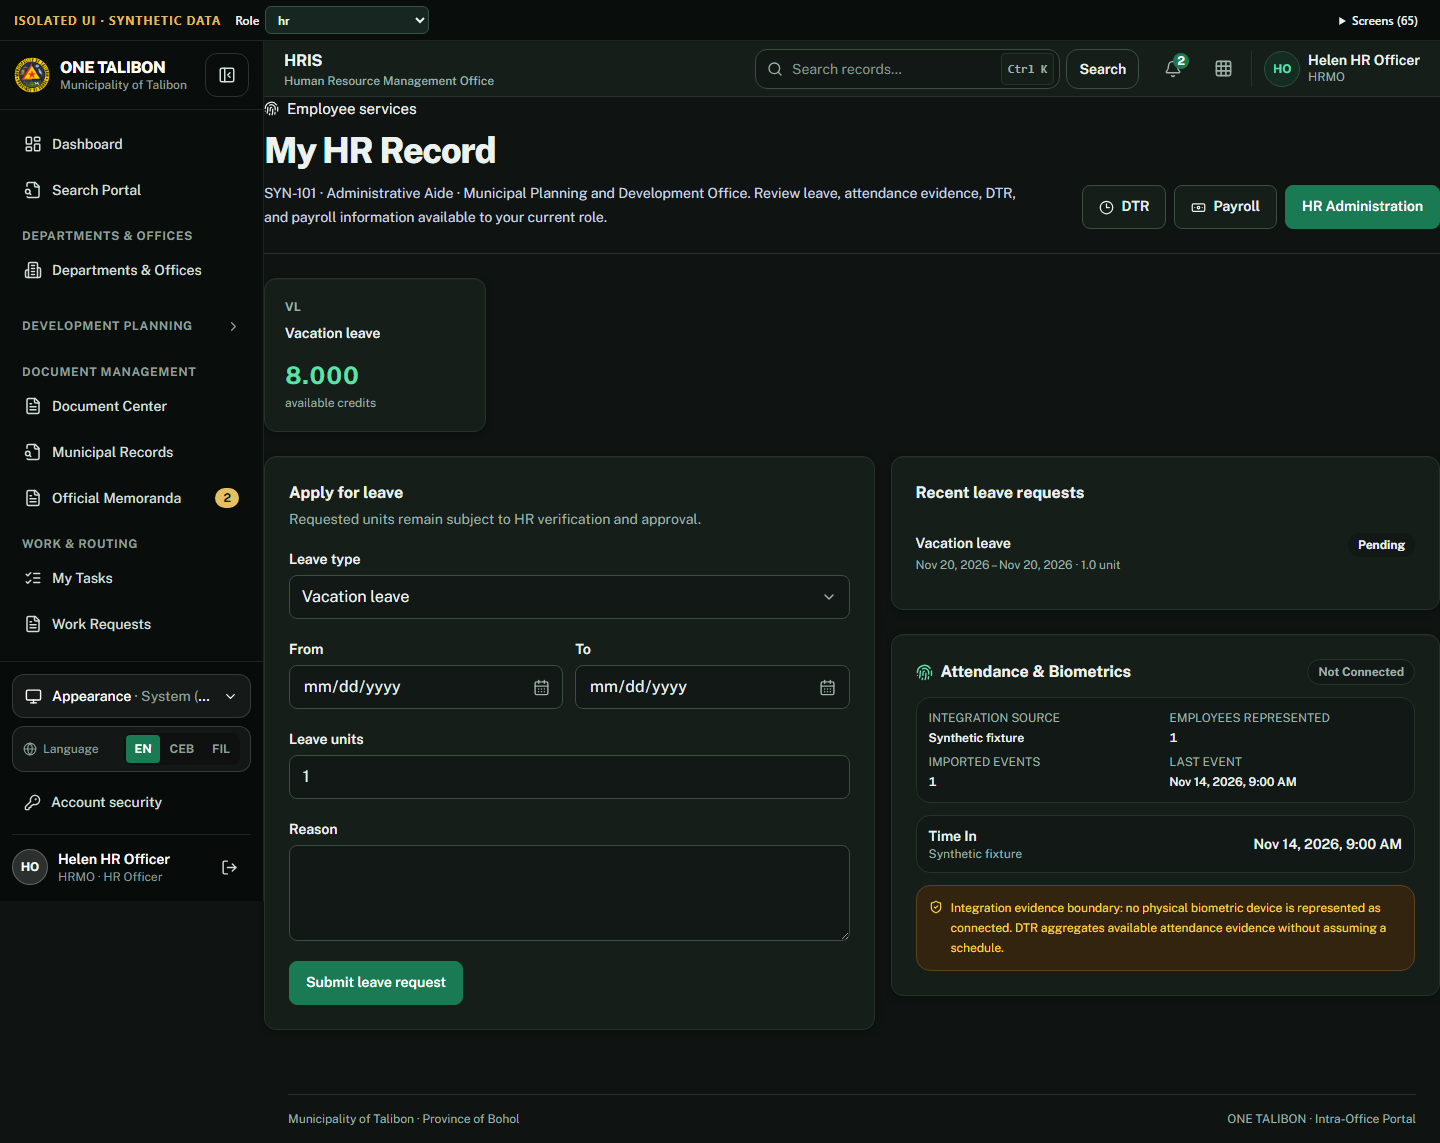 ISOLATED UI · SYNTHETIC DATA
Role
hr
Screens (65)
ONE TALIBON
Municipality of Talibon
HRIS
Human Resource Management Office
Search records...
Ctrl K
Search
2
HO
Helen HR Officer
HRMO
Dashboard
Search Portal
DEPARTMENTS & OFFICES
Departments & Offices
DEVELOPMENT PLANNING
DOCUMENT MANAGEMENT
Document Center
Municipal Records
Official Memoranda
2
WORK & ROUTING
My Tasks
Work Requests
Appearance · System (...
Language
EN
CEB
FIL
Account security
HO
Helen HR Officer
HRMO · HR Officer
Employee services
My HR Record
SYN-101 · Administrative Aide · Municipal Planning and Development Office. Review leave, attendance evidence, DTR,
and payroll information available to your current role.
DTR
Payroll
HR Administration
VL
Vacation leave
8.000
available credits
Apply for leave
Requested units remain subject to HR verification and approval.
Leave type
Vacation leave
From
To
mm/dd/yyyy
mm/dd/yyyy
Leave units
1
Reason
Submit leave request
Recent leave requests
Vacation leave
Pending
Nov 20, 2026 – Nov 20, 2026 · 1.0 unit
Attendance & Biometrics
Not Connected
INTEGRATION SOURCE
Synthetic fixture
EMPLOYEES REPRESENTED
1
IMPORTED EVENTS
1
LAST EVENT
Nov 14, 2026, 9:00 AM
Time In
Synthetic fixture
Nov 14, 2026, 9:00 AM
Integration evidence boundary: no physical biometric device is represented as
connected. DTR aggregates available attendance evidence without assuming a
schedule.
Municipality of Talibon · Province of Bohol
ONE TALIBON · Intra-Office Portal